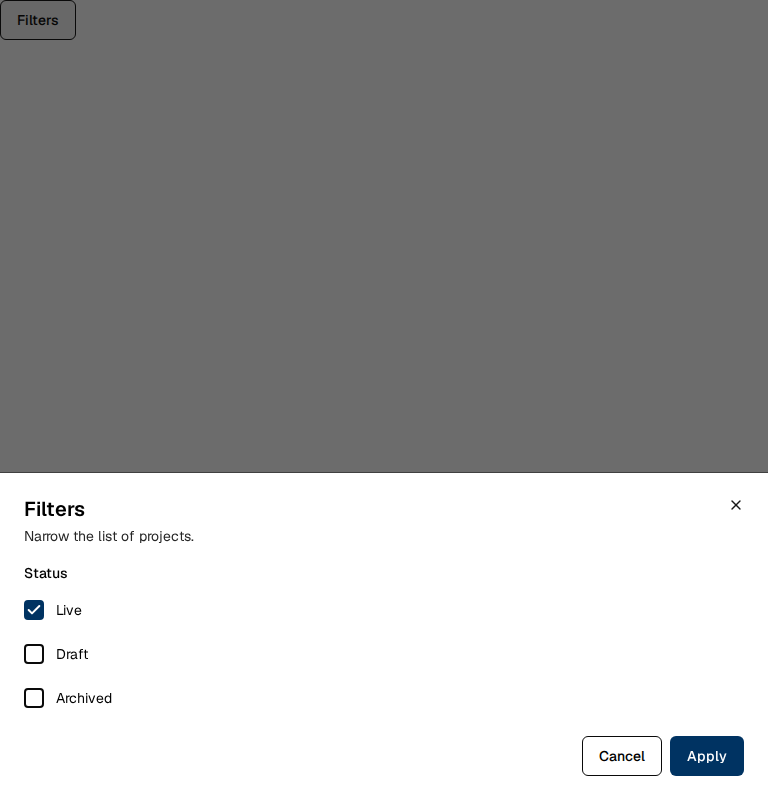 Filters
Filters
Narrow the list of projects.
Status
Live
Draft
Archived
Cancel
Apply